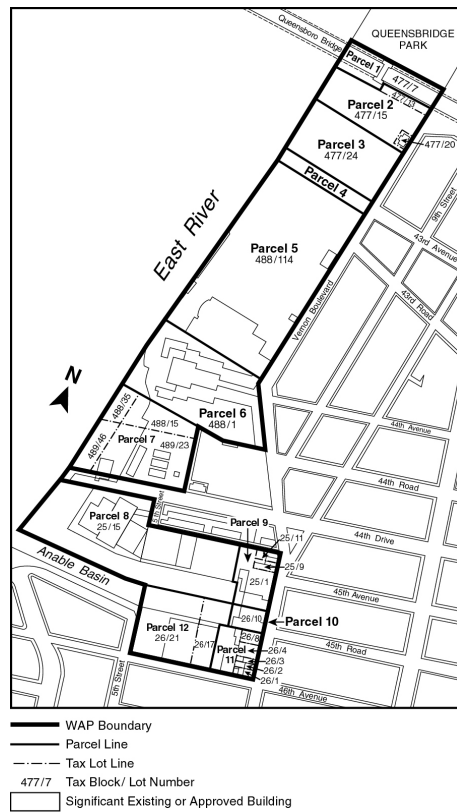 Queensboro Bridge
QUEENSBRIDGE
PARK
Parcel 1
477/7
477/13
Parcel 2
477/15
477/20
Parcel 3
477/24
Parcel 4
9th Street
43rd Avenue
East River
Parcel 5
488/114
Vernon Boulevard
43rd Road
N
Parcel 6
488/1
44th Avenue
488/35
488/15
489/46
Parcel 7
489/23
44th Road
5th Street
Parcel 8
25/15
Parcel 9
25/11
44th Drive
25/9
25/1
Anable Basin
45th Avenue
26/10
Parcel 10
Parcel 12
26/21
26/17
26/8
45th Road
Parcel
11
26/4
26/3
26/2
26/1
5th Street
46th Avenue
WAP Boundary
Parcel Line
Tax Lot Line
477/7 Tax Block/ Lot Number
Significant Existing or Approved Building